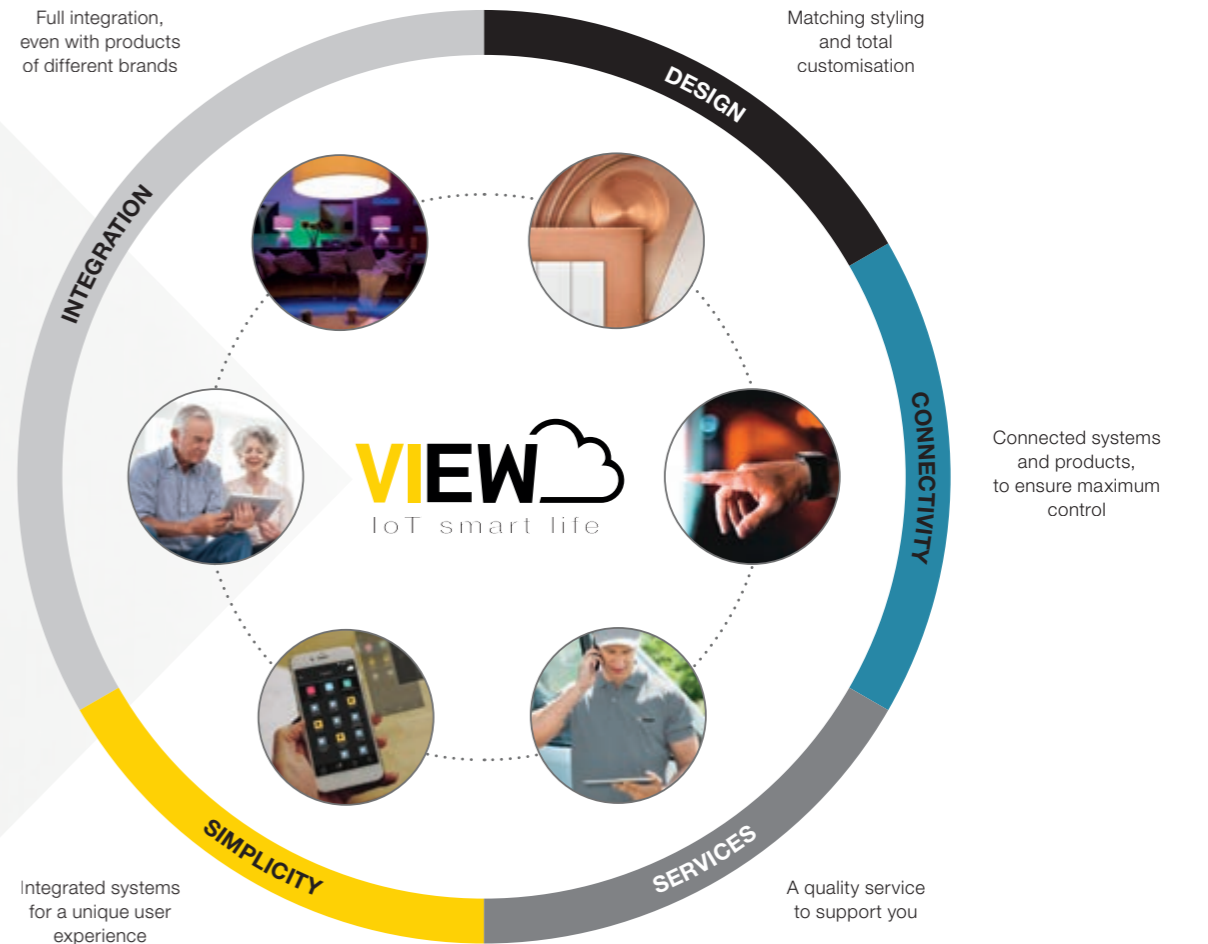 Full integration,
even with products
of different brands
Matching styling
and total
customisation
DESIGN
INTEGRATION
CONNECTIVITY
VIEW
IoT smart life
Connected systems
and products,
to ensure maximum
control
SIMPLICITY
SERVICES
Integrated systems
for a unique user
experience
A quality service
to support you